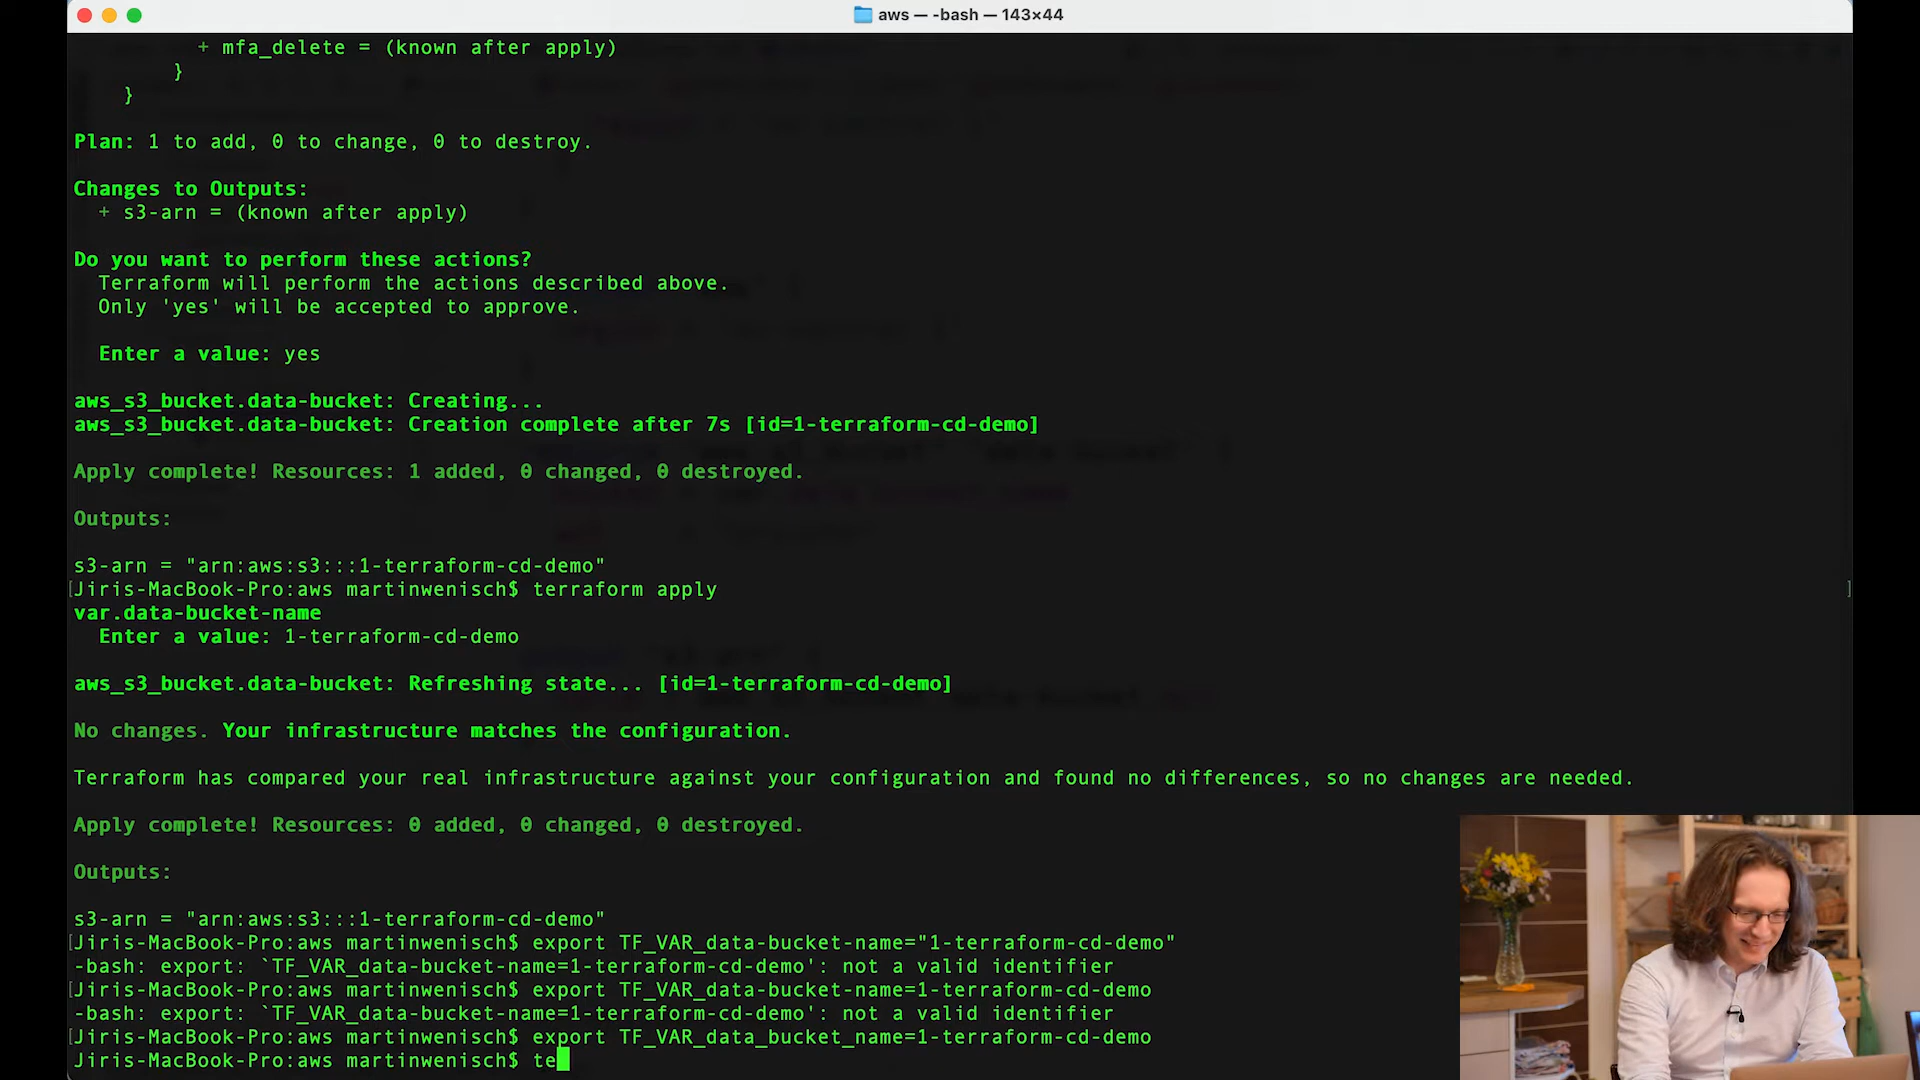 aws — -bash — 143×44
+ mfa_delete = (known after apply)
}
}
Plan: 1 to add, 0 to change, 0 to destroy.
Changes to Outputs:
+ s3-arn = (known after apply)
Do you want to perform these actions?
Terraform will perform the actions described above.
Only 'yes' will be accepted to approve.
Enter a value: yes
aws_s3_bucket.data-bucket: Creating...
aws_s3_bucket.data-bucket: Creation complete after 7s [id=1-terraform-cd-demo]
Apply complete! Resources: 1 added, 0 changed, 0 destroyed.
Outputs:
s3-arn = "arn:aws:s3:::1-terraform-cd-demo"
[Jiris-MacBook-Pro:aws martinwenisch$ terraform apply ]
var.data-bucket-name
Enter a value: 1-terraform-cd-demo
aws_s3_bucket.data-bucket: Refreshing state... [id=1-terraform-cd-demo]
No changes. Your infrastructure matches the configuration.
Terraform has compared your real infrastructure against your configuration and found no differences, so no changes are needed.
Apply complete! Resources: 0 added, 0 changed, 0 destroyed.
Outputs:
s3-arn = "arn:aws:s3:::1-terraform-cd-demo"
[Jiris-MacBook-Pro:aws martinwenisch$ export TF_VAR_data-bucket-name="1-terraform-cd-demo"
-bash: export: `TF_VAR_data-bucket-name=1-terraform-cd-demo': not a valid identifier
[Jiris-MacBook-Pro:aws martinwenisch$ export TF_VAR_data-bucket-name=1-terraform-cd-demo
-bash: export: `TF_VAR_data-bucket-name=1-terraform-cd-demo': not a valid identifier
[Jiris-MacBook-Pro:aws martinwenisch$ export TF_VAR_data_bucket_name=1-terraform-cd-demo
Jiris-MacBook-Pro:aws martinwenisch$ te